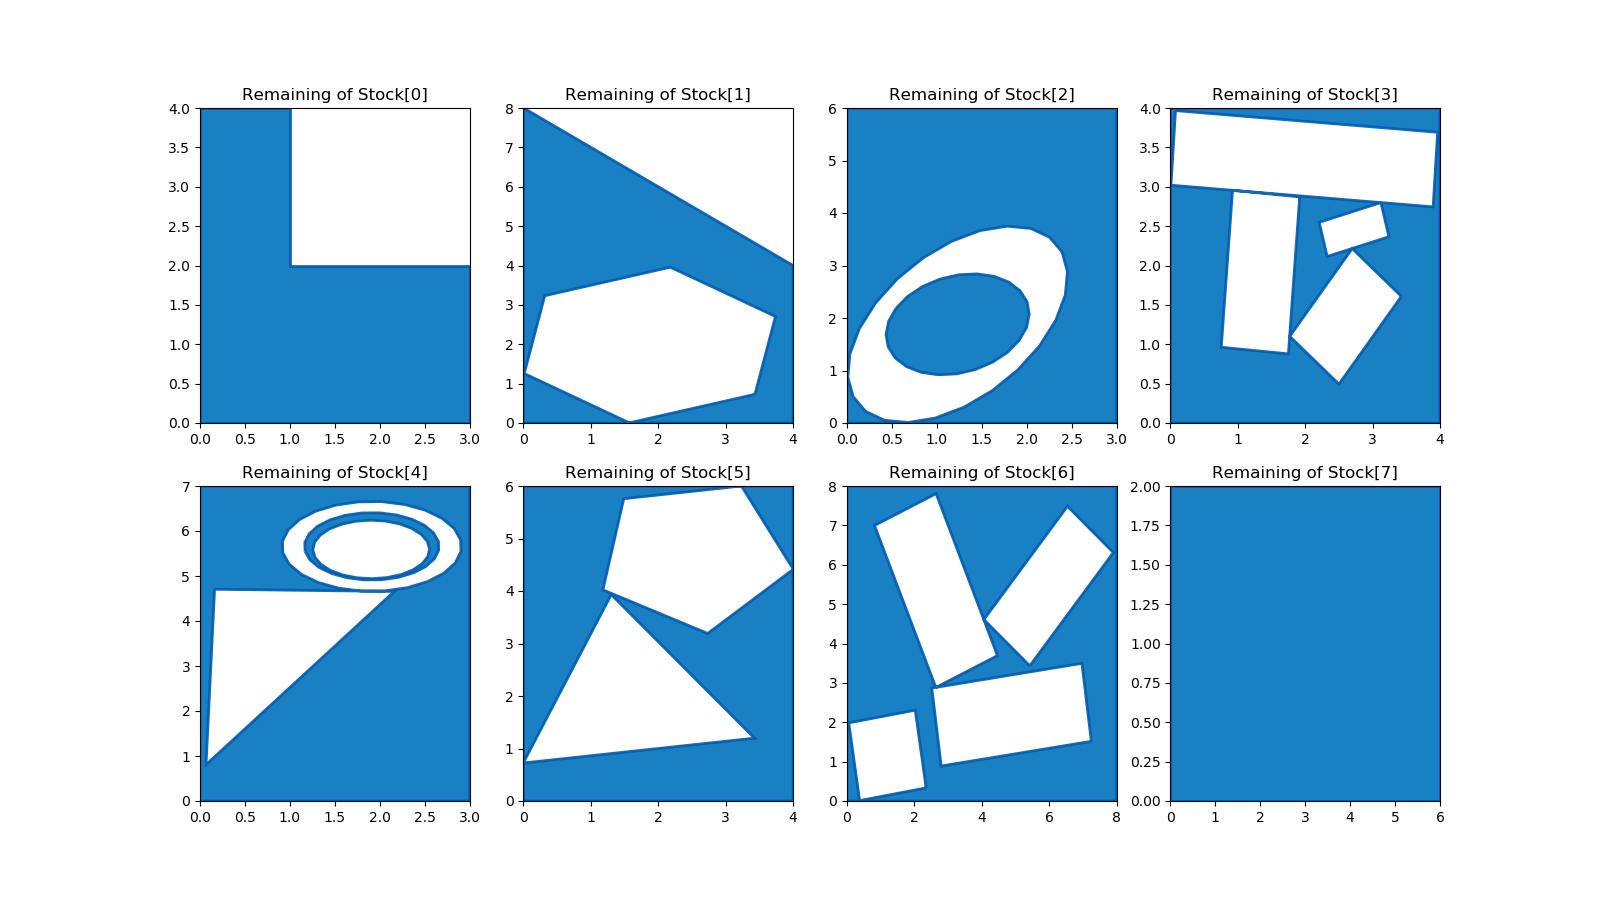 Remaining of Stock[0] Remaining of Stock[1] Remaining of Stock[2] Remaining of Stock[3]
4.0 8 6 4.0
3.5 7 3.5
5
3.0 6 3.0
2.5 5 4 2.5
2.0 4 3 2.0
1.5 3 1.5
2
1.0 2 1.0
0.5 1 1 0.5
0.0 0 0 0.0
0.0 0.5 1.0 1.5 2.0 2.5 3.0 0 1 2 3 4 0.0 0.5 1.0 1.5 2.0 2.5 3.0 0 1 2 3 4
Remaining of Stock[4] Remaining of Stock[5] Remaining of Stock[6] Remaining of Stock[7]
7 6 8 2.00
6 7 1.75
5
5 6 1.50
4 4 5 1.25
3 3 4 1.00
3 0.75
2 2
2 0.50
1 1 1 0.25
0 0 0 0.00
0.0 0.5 1.0 1.5 2.0 2.5 3.0 0 1 2 3 4 0 2 4 6 8 0 1 2 3 4 5 6